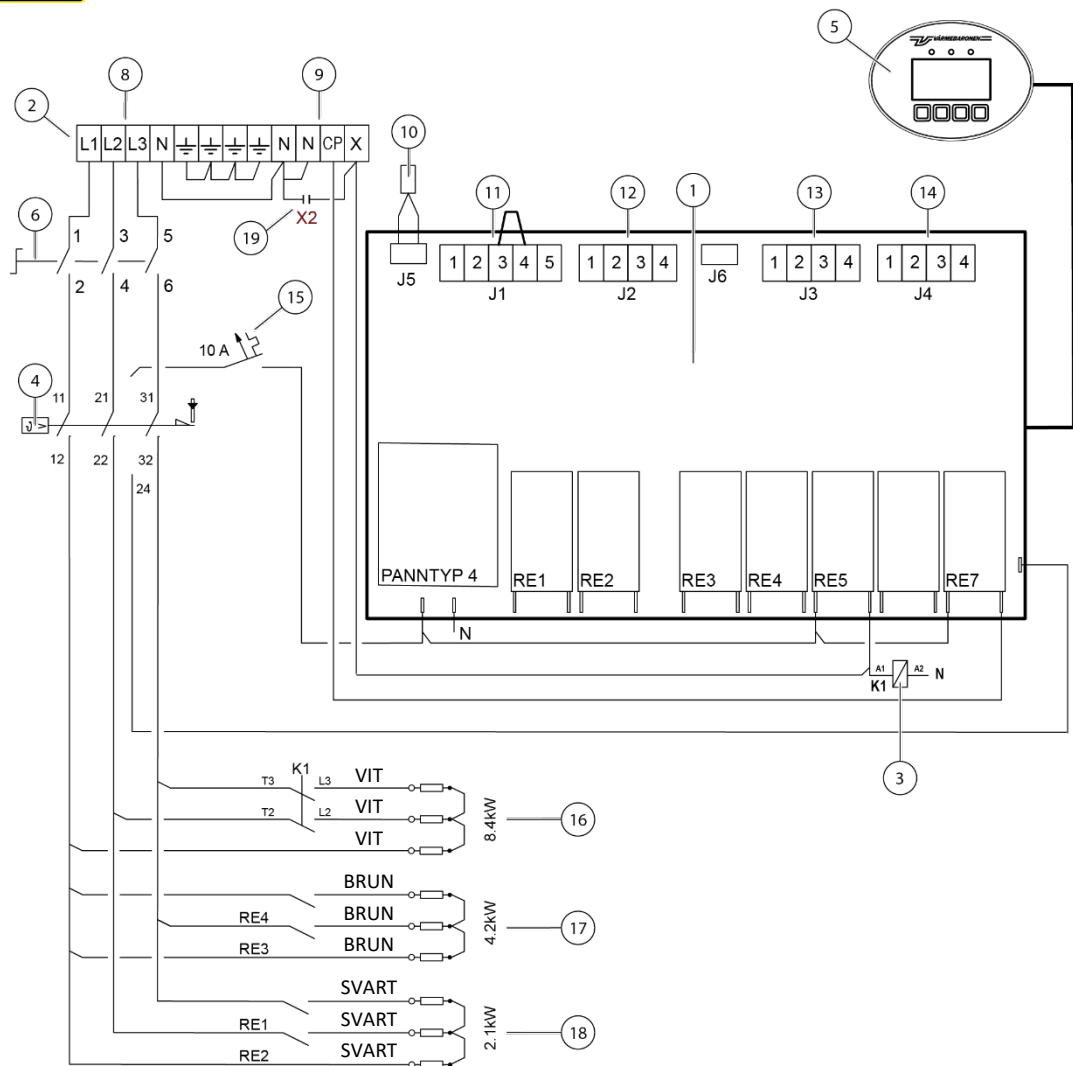 5
VÄRMEBARONEN
8
9
2
10
L1 L2 L3 N N N CP X
11
12
1
13
14
6
1 3 5
19
X2
2 4 6
J5
1 2 3 4 5
J1
1 2 3 4
J2
J6
1 2 3 4
J3
1 2 3 4
J4
15
10 A
4
11 21 31
ϑ >
12 22 32
24
PANNTYP 4
RE1
RE2
RE3
RE4
RE5
RE7
N
A1 A2 N
K1
3
K1
T3 L3 VIT
T2 L2 VIT
VIT
8.4kW
16
BRUN
RE4 BRUN
RE3 BRUN
4.2kW
17
SVART
RE1 SVART
RE2 SVART
2.1kW
18